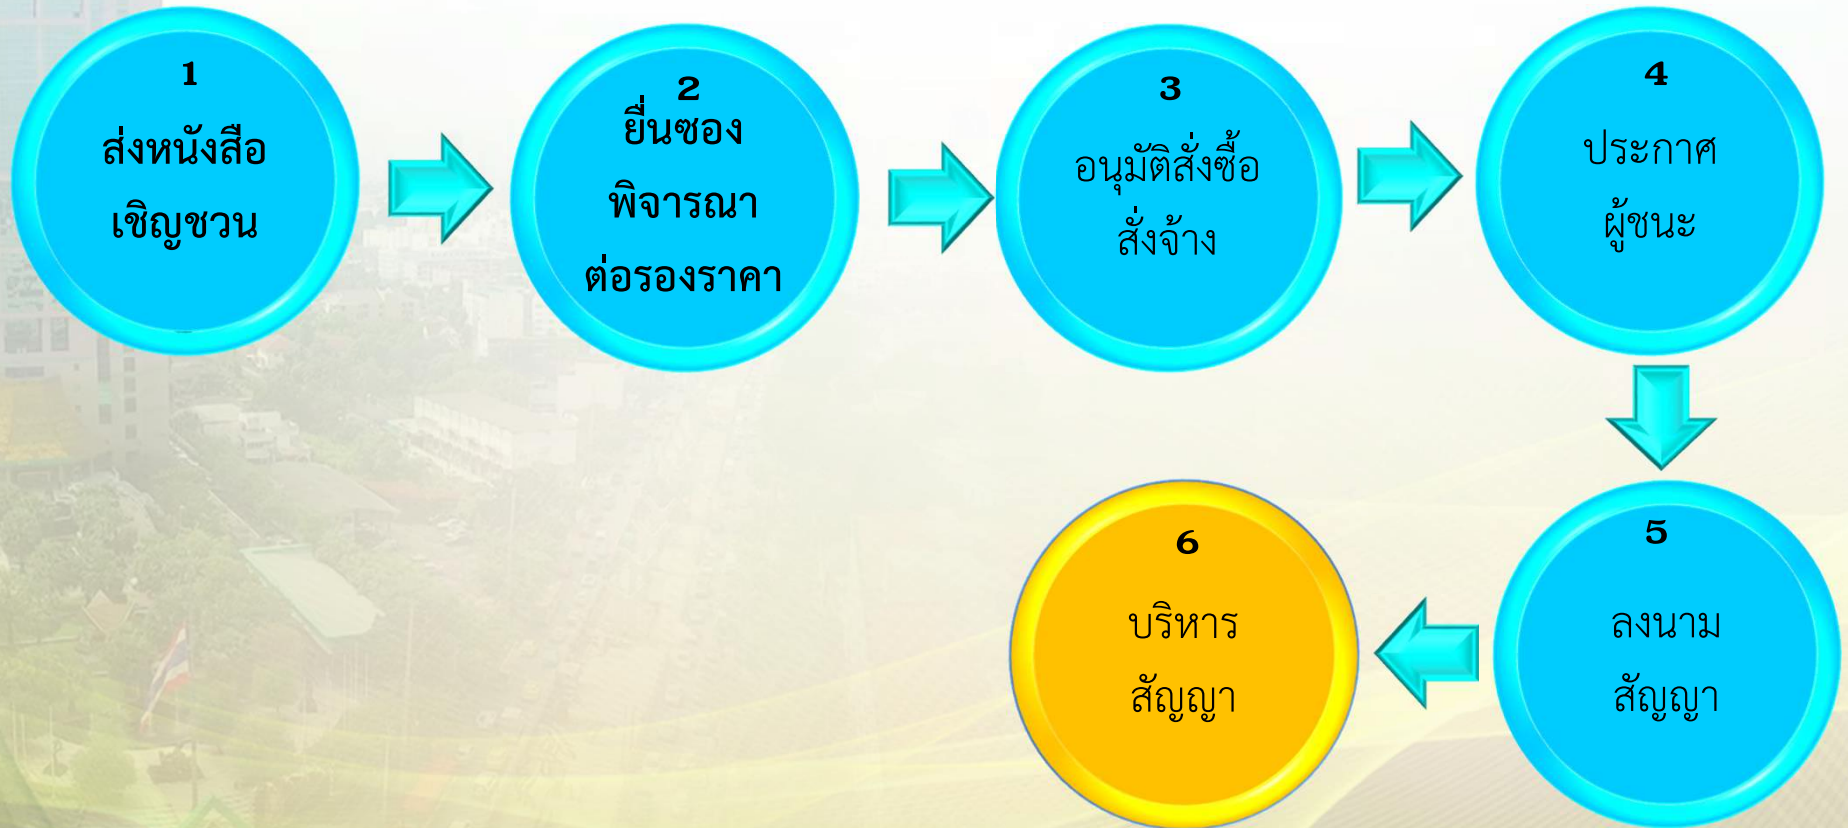 1
ส่งหนังสือ
เชิญชวน
2
ยื่นซอง
พิจารณา
ต่อรองราคา
3
อนุมัติสั่งซื้อ
สั่งจ้าง
4
ประกาศ
ผู้ชนะ
5
ลงนาม
สัญญา
6
บริหาร
สัญญา